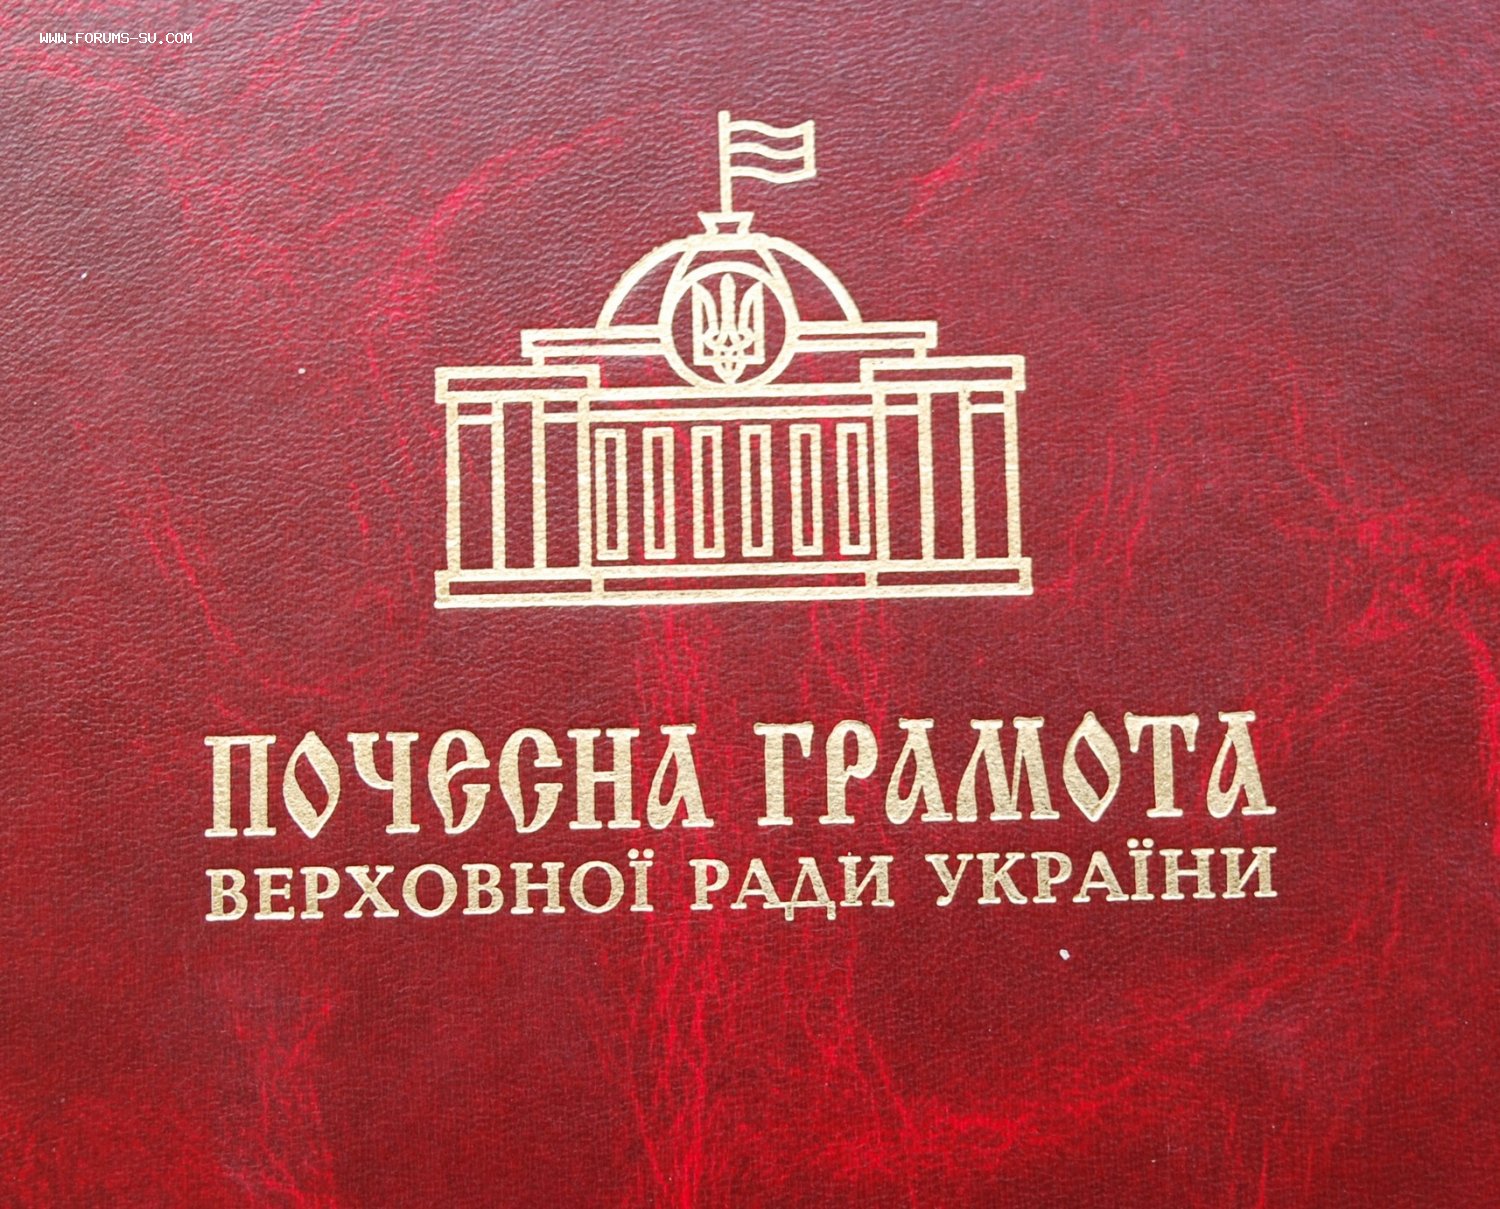 WWW.FORUMS-SU.COM
ПОЧЕСНА ГРАМОТА
ВЕРХОВНОЇ РАДИ УКРАЇНИ